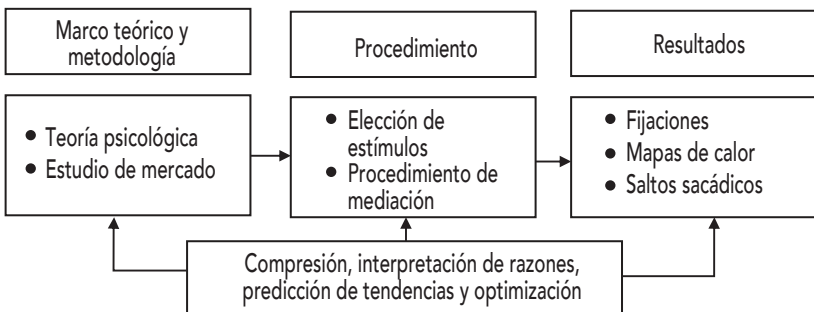 Marco teórico y
metodología
Procedimiento
Resultados
● Teoría psicológica
● Estudio de mercado
● Elección de
estímulos
● Procedimiento de
mediación
● Fijaciones
● Mapas de calor
● Saltos sacádicos
Compresión, interpretación de razones,
predicción de tendencias y optimización